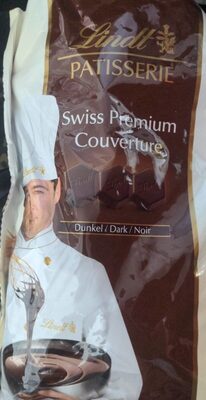 Lindt
PATISSERIE
Swiss Premium
Couverture
Dunkel / Dark / Noir